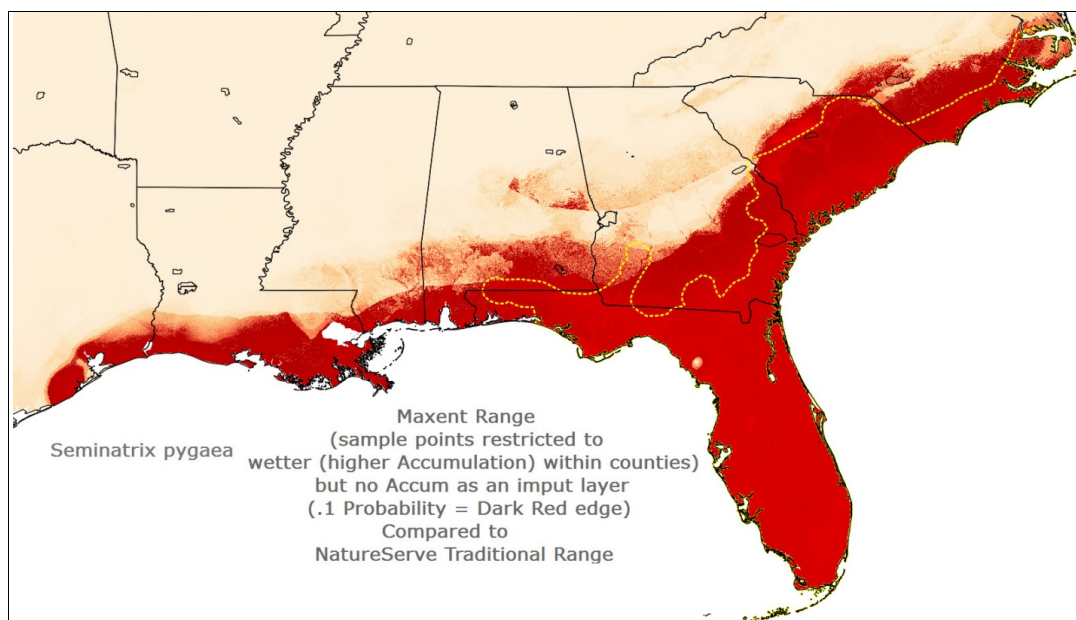 Seminatrix pygaea
Maxent Range
(sample points restricted to
wetter (higher Accumulation) within counties)
but no Accum as an imput layer
(.1 Probability = Dark Red edge)
Compared to
NatureServe Traditional Range